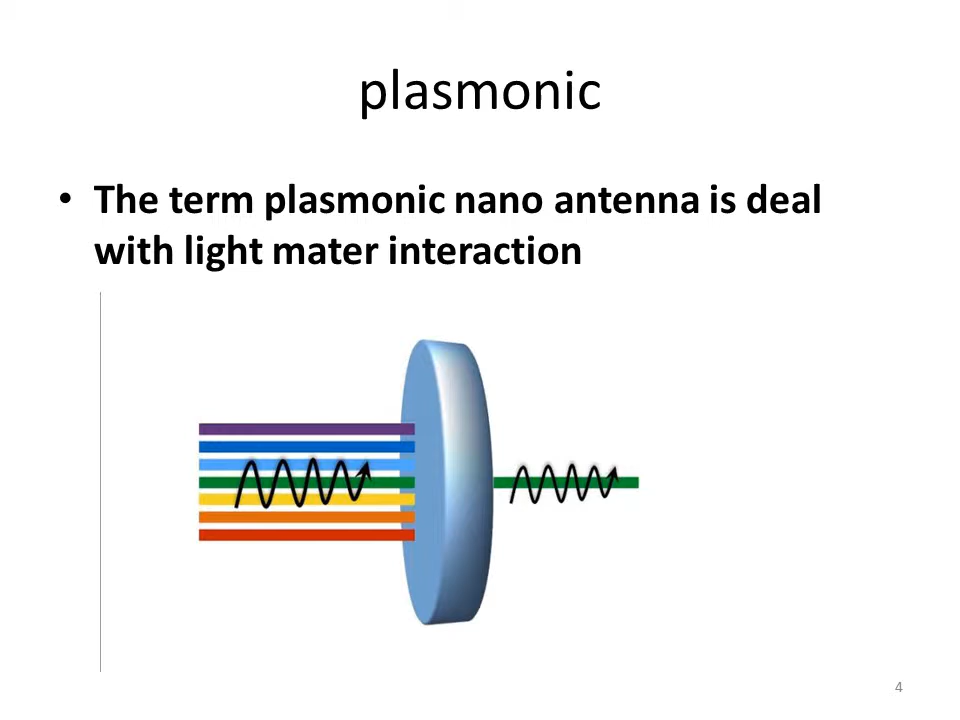 plasmonic
• The term plasmonic nano antenna is deal
with light mater interaction
4